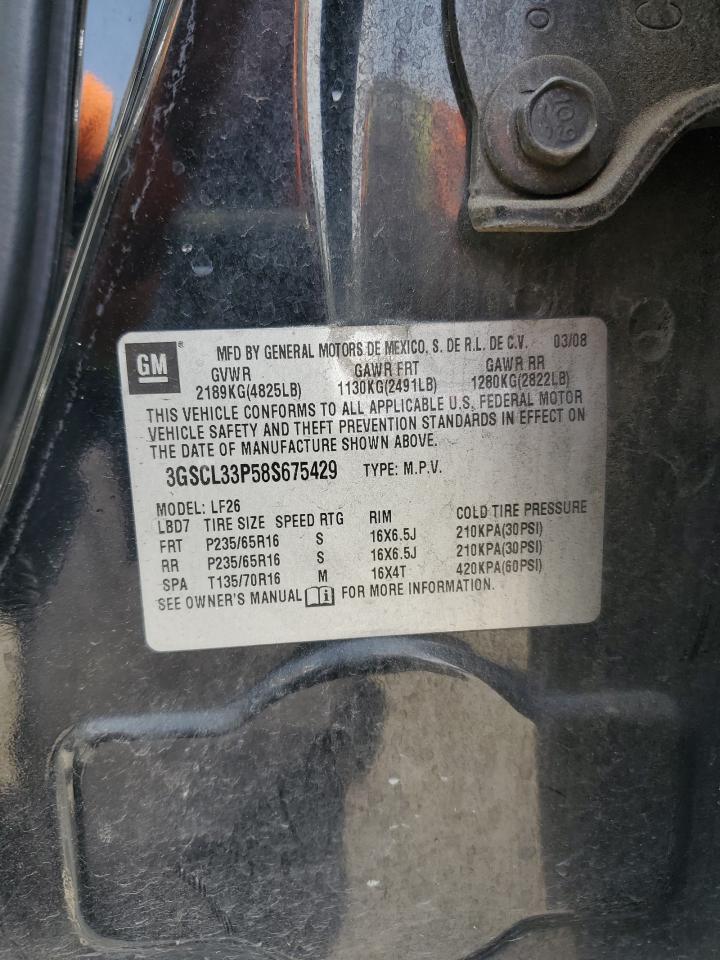 109
GM ® MFD BY GENERAL MOTORS DE MEXICO, S. DE R.L. DE C.V. 03/08
GVWR GAWR FRT GAWR RR
2189KG(4825LB) 1130KG(2491LB) 1280KG(2822LB)
THIS VEHICLE CONFORMS TO ALL APPLICABLE U.S. FEDERAL MOTOR
VEHICLE SAFETY AND THEFT PREVENTION STANDARDS IN EFFECT ON
THE DATE OF MANUFACTURE SHOWN ABOVE.
3GSCL33P58S675429 TYPE: M.P.V.
MODEL: LF26
LBD7 TIRE SIZE SPEED RTG RIM COLD TIRE PRESSURE
FRT P235/65R16 S 16X6.5J 210KPA(30PSI)
RR P235/65R16 S 16X6.5J 210KPA(30PSI)
SPA T135/70R16 M 16X4T 420KPA(60PSI)
SEE OWNER'S MANUAL FOR MORE INFORMATION.